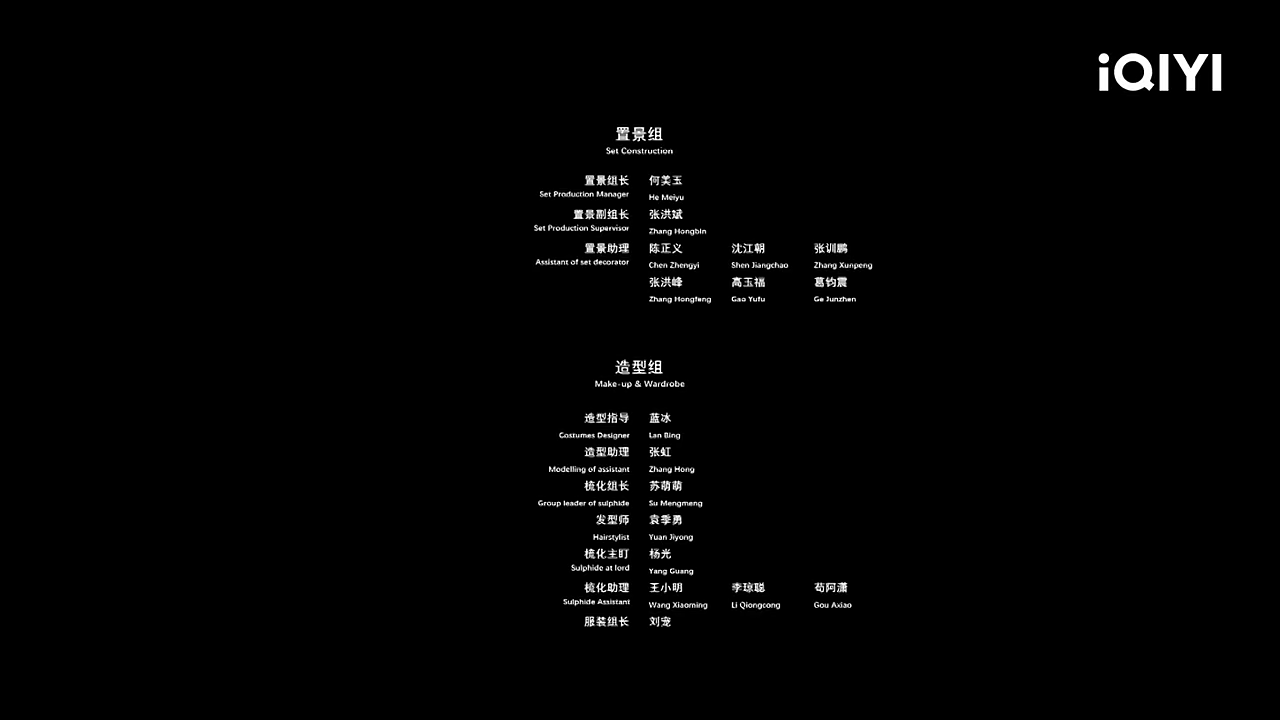 iQIYI
置景组
Set Construction
置景组长 何美玉
Set Production Manager He Meiyu
置景副组长 张洪斌
Set Production Supervisor Zhang Hongbin
置景助理 陈正义 沈江朝 张训鹏
Assistant of set decorator Chen Zhengyi Shen Jiangchao Zhang Xunpeng
张洪峰 高玉福 葛钧震
Zhang Hongfeng Gao Yufu Ge Junzhen
造型组
Make-up & Wardrobe
造型指导 蓝冰
Costumes Designer Lan Bing
造型助理 张虹
Modelling of assistant Zhang Hong
梳化组长 苏萌萌
Group leader of sulphide Su Mengmeng
发型师 袁季勇
Hairstylist Yuan Jiyong
梳化主盯 杨光
Sulphide at lord Yang Guang
梳化助理 王小明 李琼聪 苟阿潇
Sulphide Assistant Wang Xiaoming Li Qiongcong Gou Axiao
服装组长 刘宠